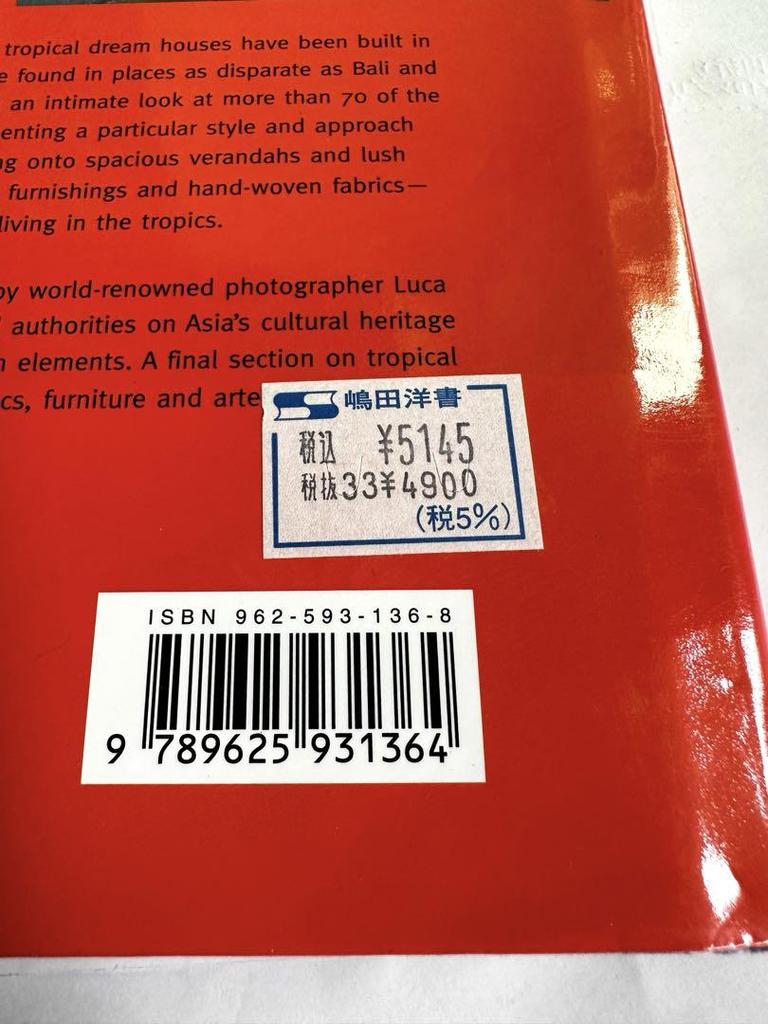 tropical dream houses have been built in
found in places as disparate as Bali and
an intimate look at more than 70 of the
a particular style and approach
onto spacious verandahs and lush
furnishings and hand-woven fabrics—
living in the tropics.
by world-renowned photographer Luca
authorities on Asia's cultural heritage
elements. A final section on tropical
furniture and arte
嶋田洋書
税込 ¥5145
税抜33¥4900
(税5%)
ISBN 962-593-136-8
9 789625 931364